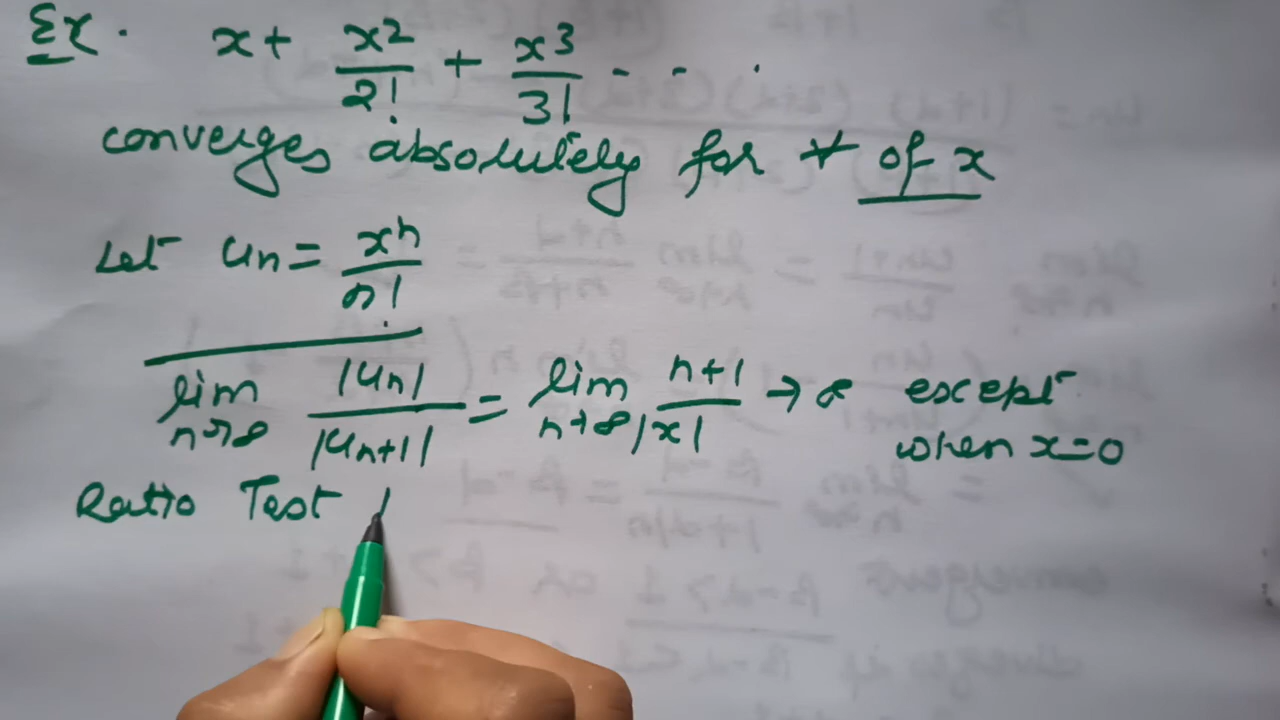 Ex. x + x²/2! + x³/3! - - .
converges absolutely for ∀ of x
Let un = xⁿ/n!
lim n→∞ |un|/|un+1| = lim n→∞ n+1/|x| → ∞ except
when x=0
Ratio Test